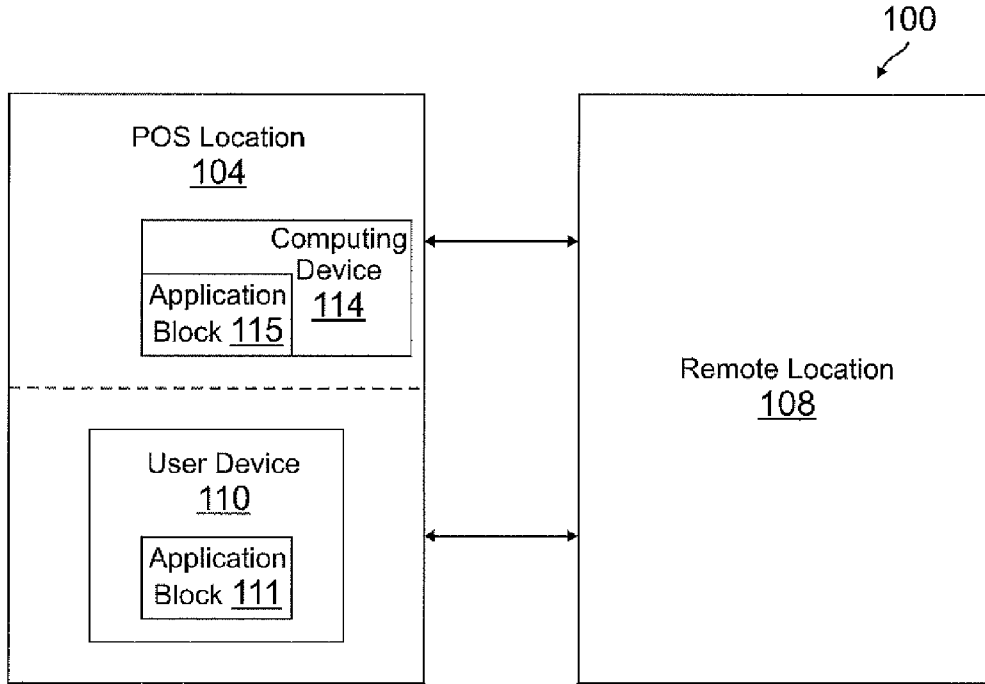 100
POS Location
104
Computing
Device
114
Application
Block 115
User Device
110
Application
Block 111
Remote Location
108